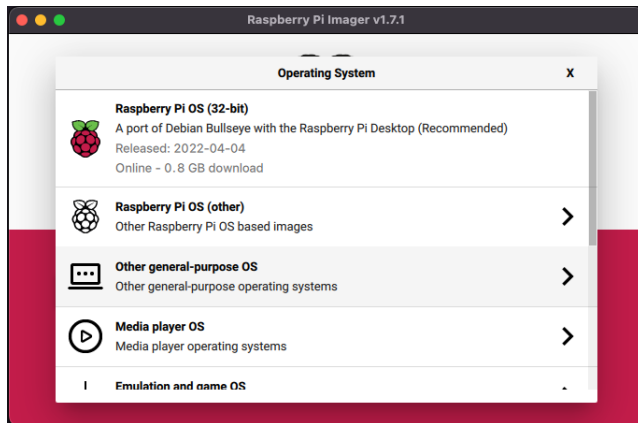 Raspberry Pi Imager v1.7.1
Operating System X
Raspberry Pi OS (32-bit)
A port of Debian Bullseye with the Raspberry Pi Desktop (Recommended)
Released: 2022-04-04
Online - 0.8 GB download
Raspberry Pi OS (other)
Other Raspberry Pi OS based images
Other general-purpose OS
Other general-purpose operating systems
Media player OS
Media player operating systems
Emulation and game OS